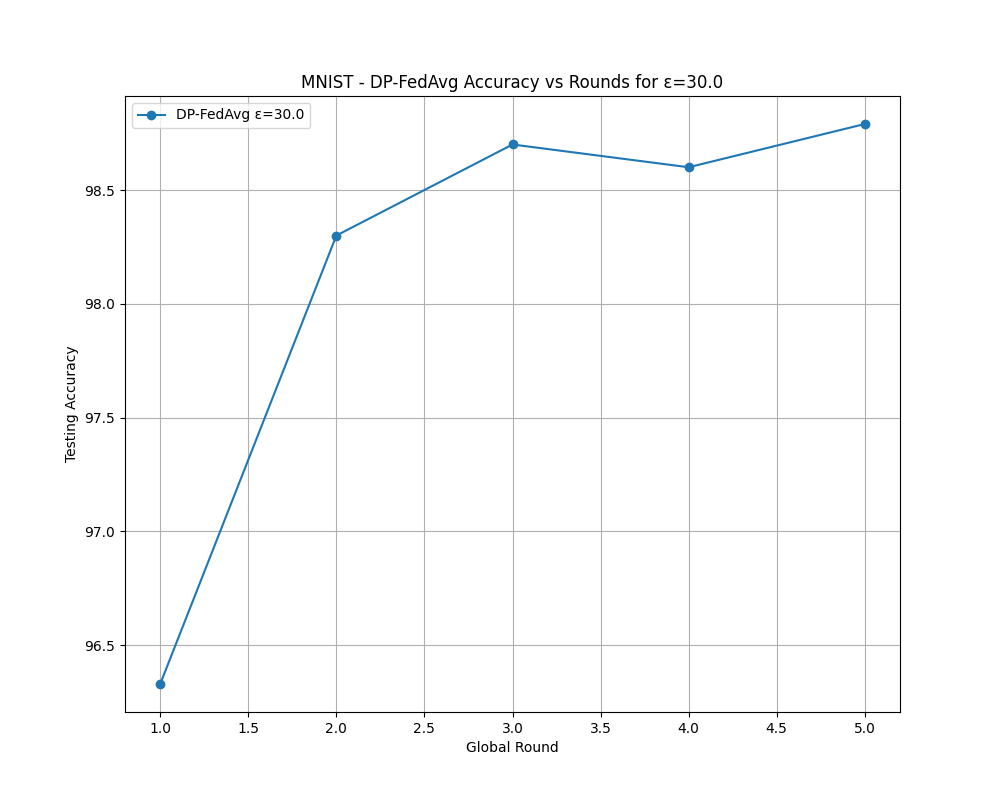 MNIST - DP-FedAvg Accuracy vs Rounds for ε=30.0
DP-FedAvg ε=30.0
98.5
98.0
97.5
97.0
96.5
Testing Accuracy
1.0 1.5 2.0 2.5 3.0 3.5 4.0 4.5 5.0
Global Round